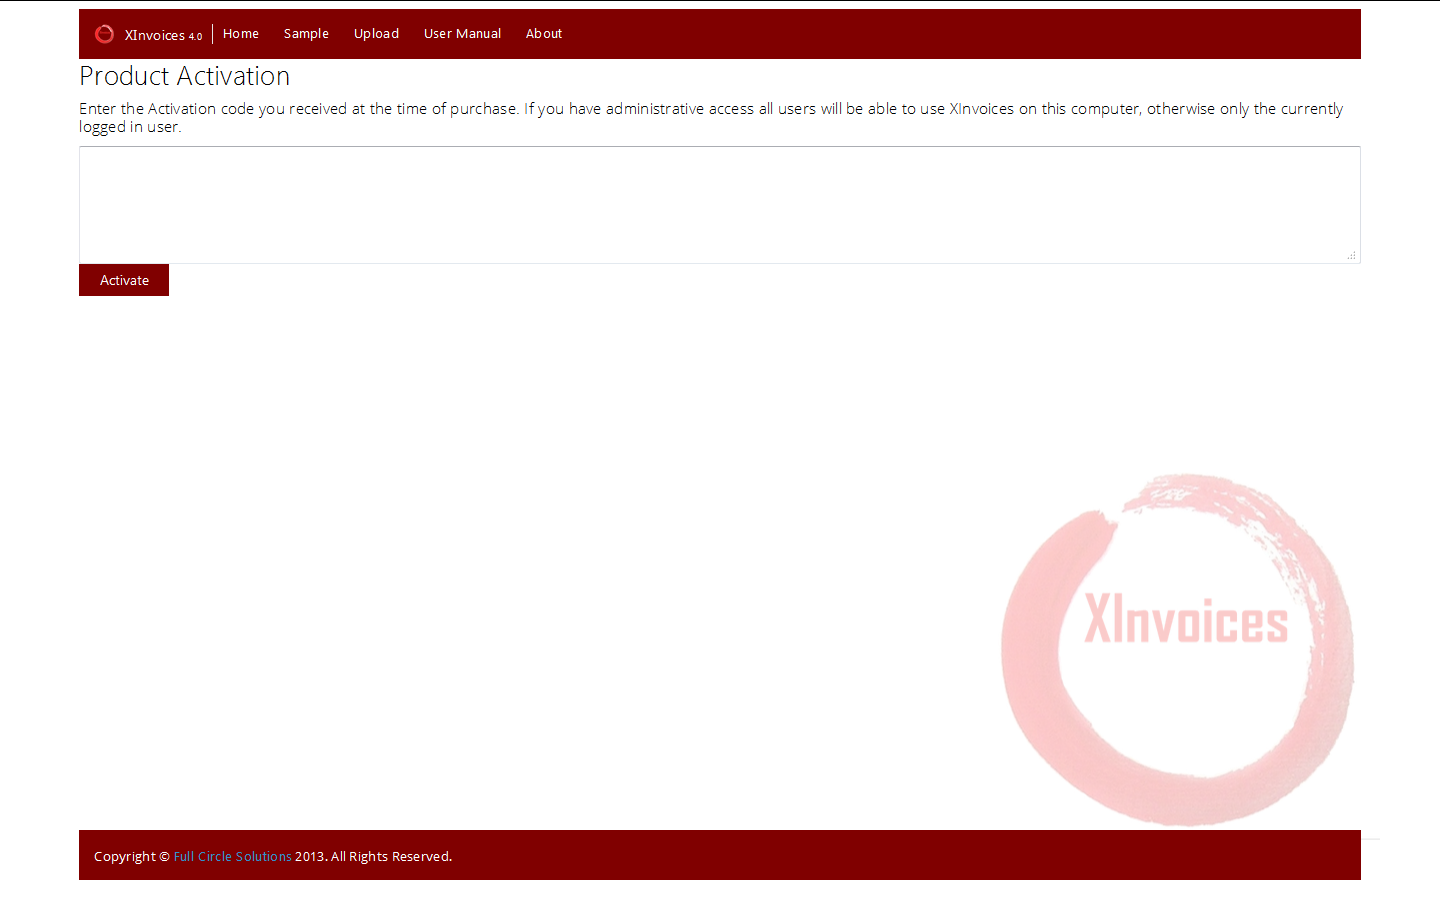 XInvoices 4.0 Home Sample Upload User Manual About
Product Activation
Enter the Activation code you received at the time of purchase. If you have administrative access all users will be able to use XInvoices on this computer, otherwise only the currently
logged in user.
Activate
XInvoices
Copyright © Full Circle Solutions 2013. All Rights Reserved.